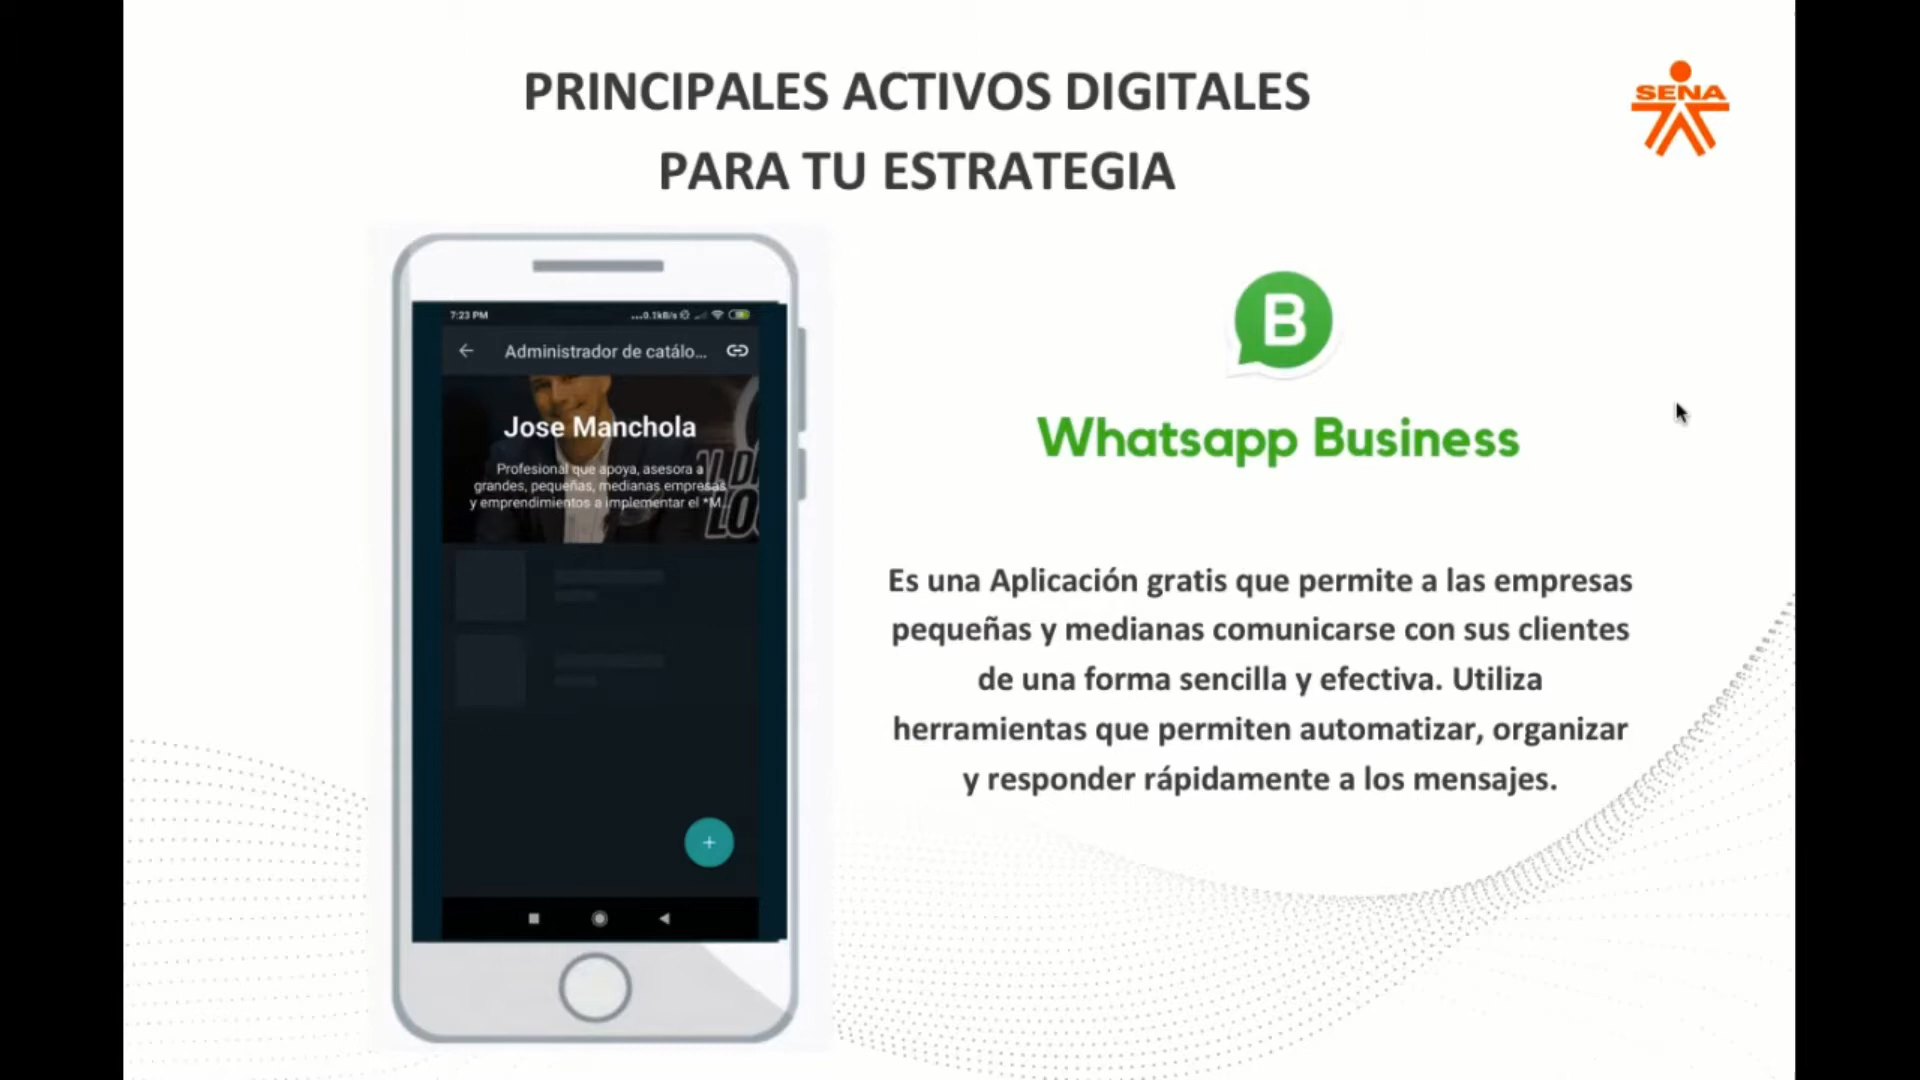 PRINCIPALES ACTIVOS DIGITALES
PARA TU ESTRATEGIA
SENA
7:23 PM
...0.1kB/s
Administrador de catálo...
Jose Manchola
Profesional que apoya, asesora a
grandes, pequeñas, medianas empresas
y emprendimientos a implementar el *M...
B
Whatsapp Business
Es una Aplicación gratis que permite a las empresas
pequeñas y medianas comunicarse con sus clientes
de una forma sencilla y efectiva. Utiliza
herramientas que permiten automatizar, organizar
y responder rápidamente a los mensajes.